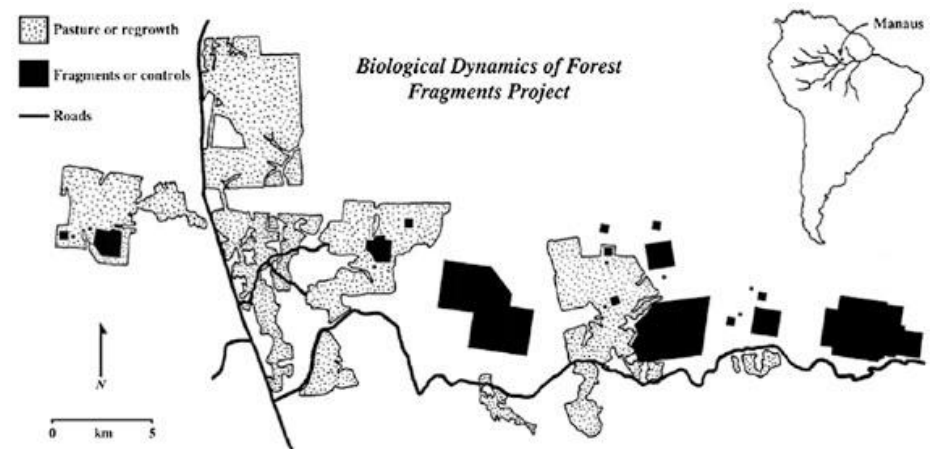 Pasture or regrowth
Fragments or controls
Roads
Biological Dynamics of Forest
Fragments Project
Manaus
N
0 km 5